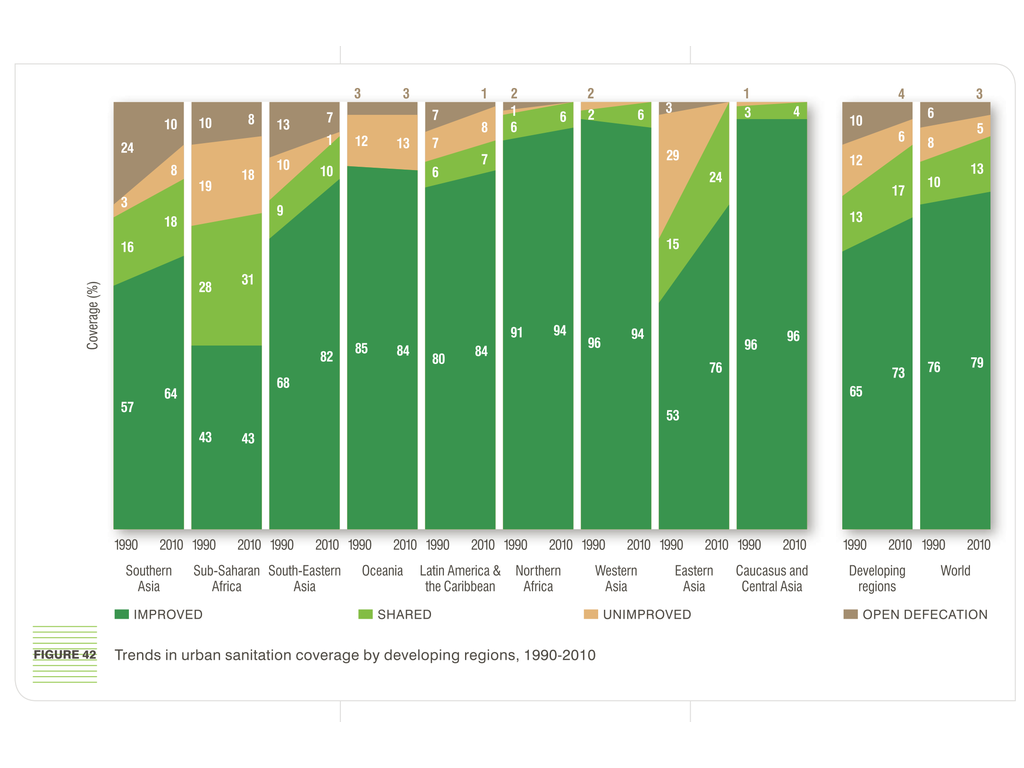 3 3 1 2 2 1 4 3
24 10 10 8 13 7 7 1 3 3 4 10 6
3 8 19 18 10 1 12 13 7 8 6 6 2 6 29 24 12 6 8 5
16 18 28 31 9 10 6 7 15 13 17 10 13
Coverage (%)
57 64 43 43 68 82 85 84 80 84 91 94 96 94 53 76 96 96 65 73 76 79
1990 2010 1990 2010 1990 2010 1990 2010 1990 2010 1990 2010 1990 2010 1990 2010 1990 2010 1990 2010 1990 2010
Southern Sub-Saharan South-Eastern Oceania Latin America & Northern Western Eastern Caucasus and Developing World
Asia Africa Asia the Caribbean Africa Asia Asia Central Asia regions
IMPROVED SHARED UNIMPROVED OPEN DEFECATION
FIGURE 42 Trends in urban sanitation coverage by developing regions, 1990-2010